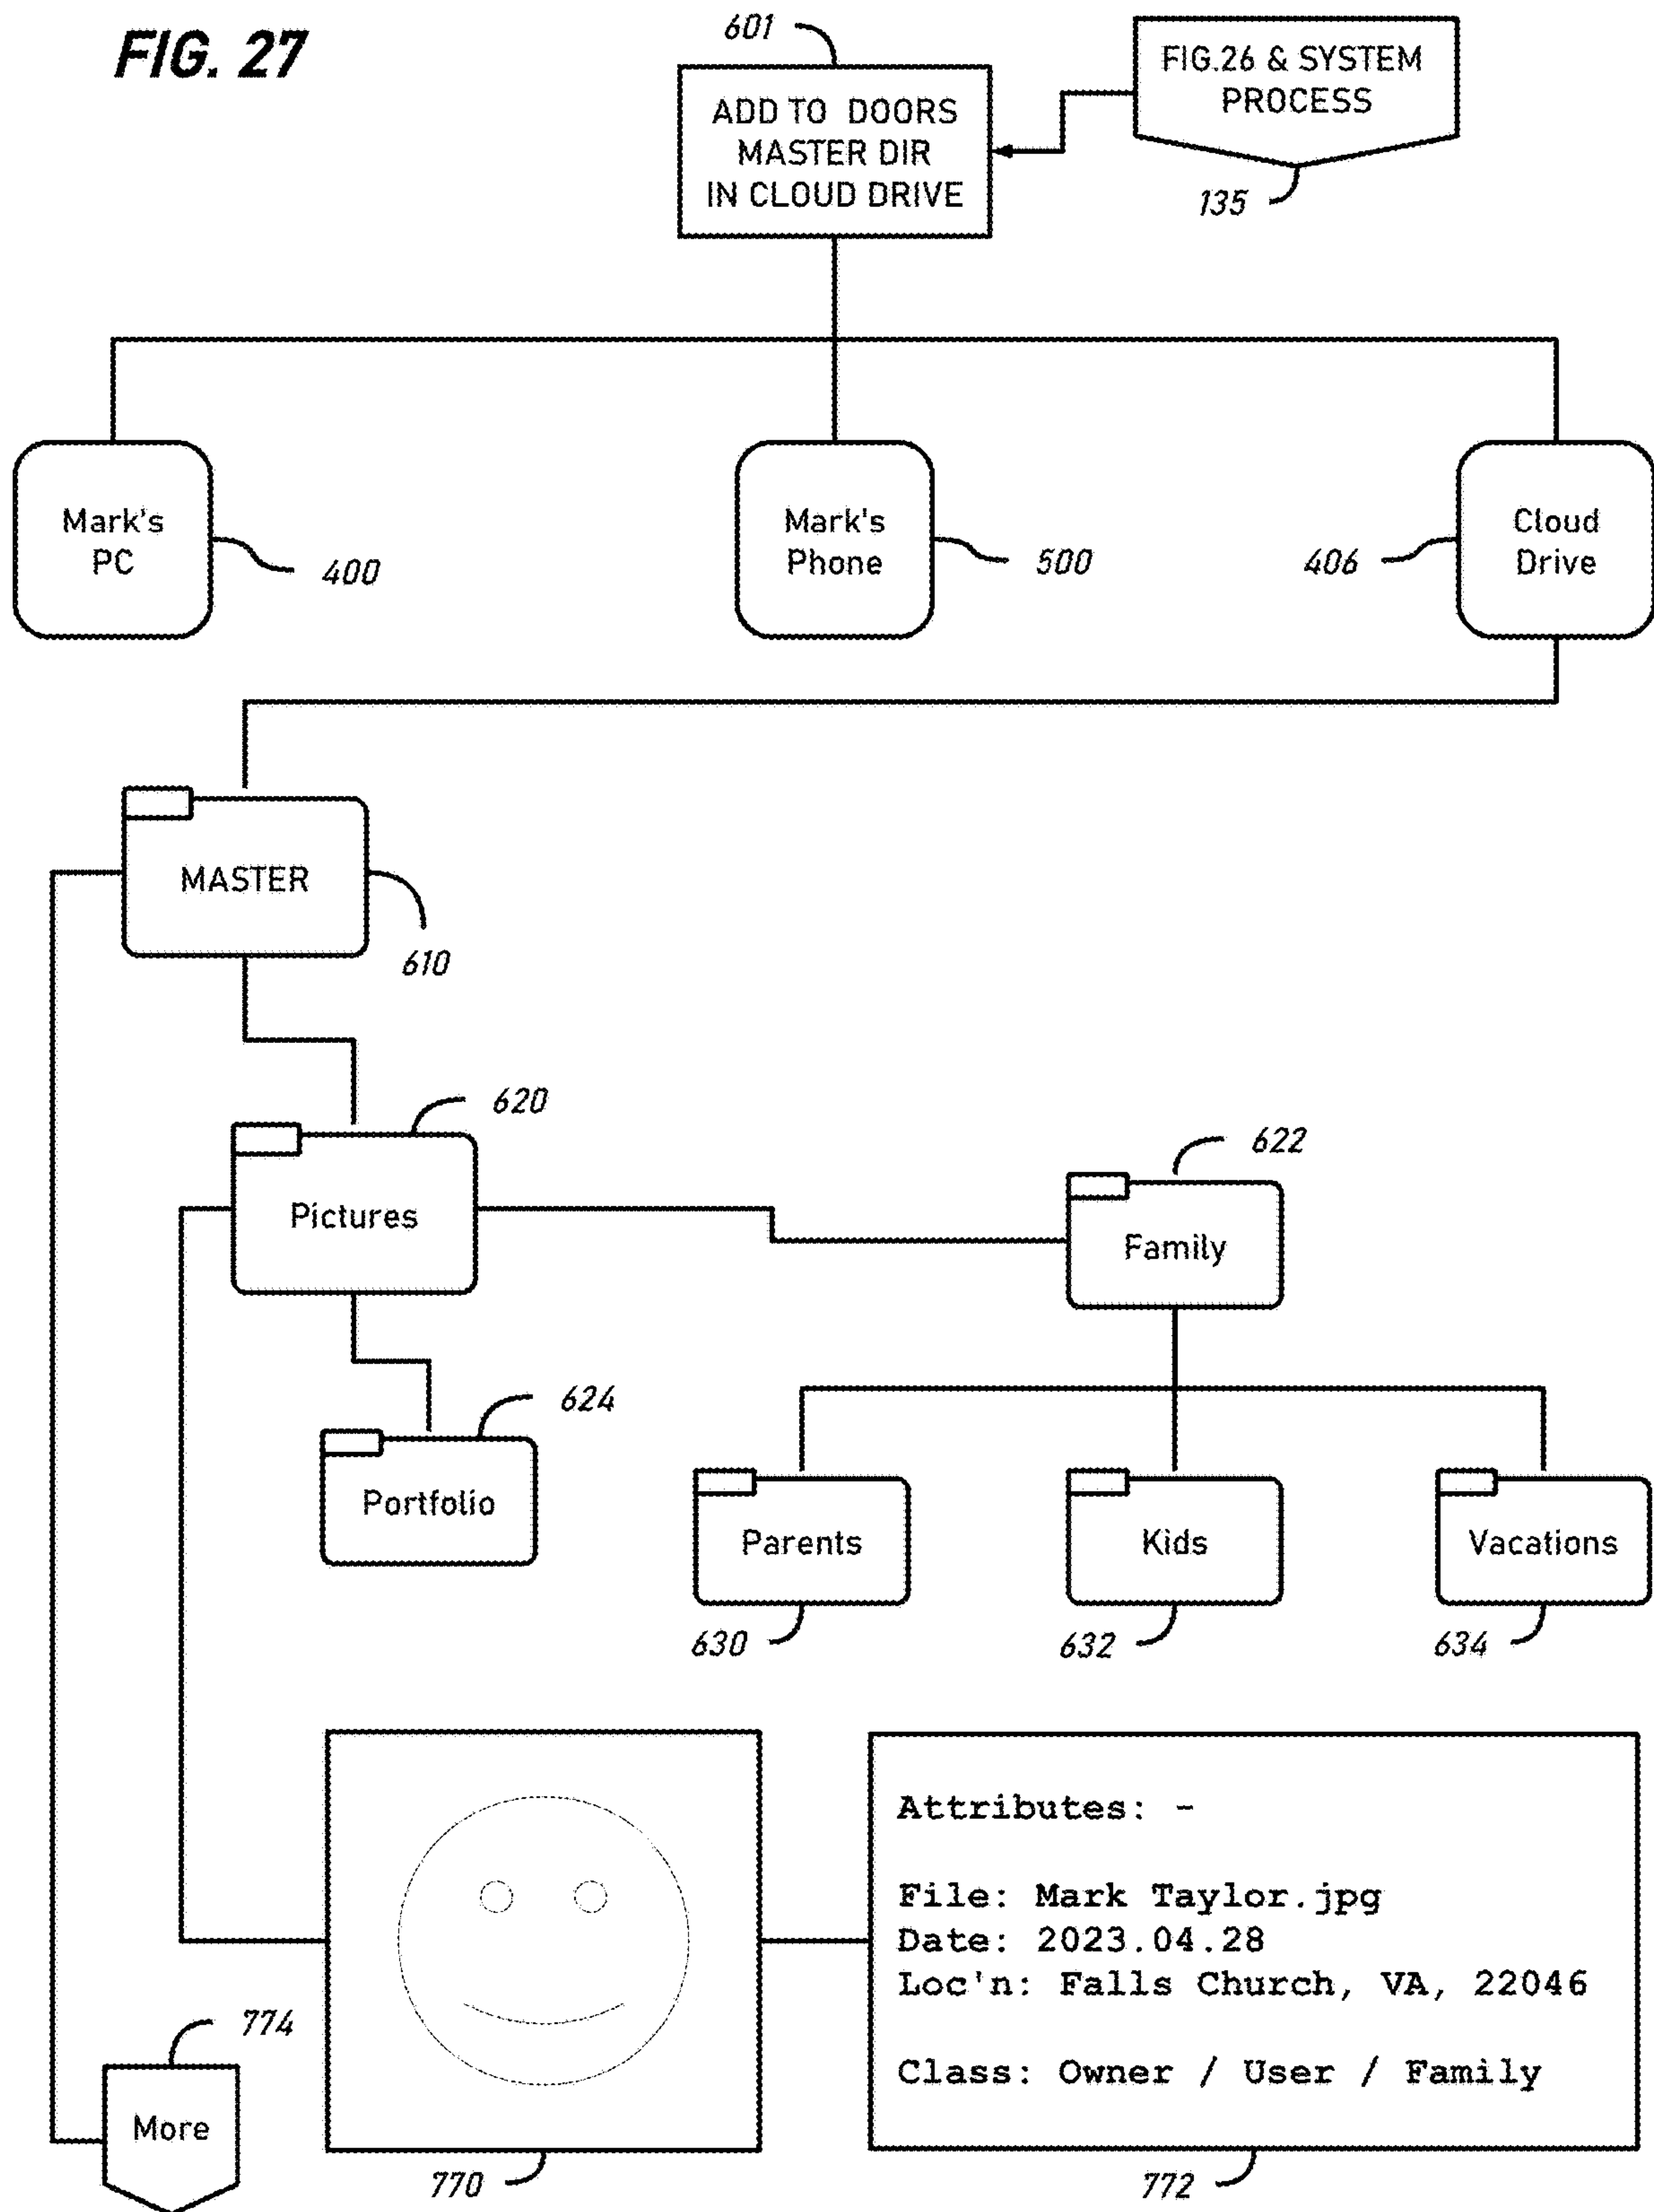 FIG. 27
601
ADD TO DOORS
MASTER DIR
IN CLOUD DRIVE
FIG.26 & SYSTEM
PROCESS
135
Mark's
PC
400
Mark's
Phone
500
406
Cloud
Drive
MASTER
610
620
Pictures
622
Family
624
Portfolio
Parents
630
Kids
632
Vacations
634
Attributes: -
File: Mark Taylor.jpg
Date: 2023.04.28
Loc'n: Falls Church, VA, 22046
Class: Owner / User / Family
774
More
770
772